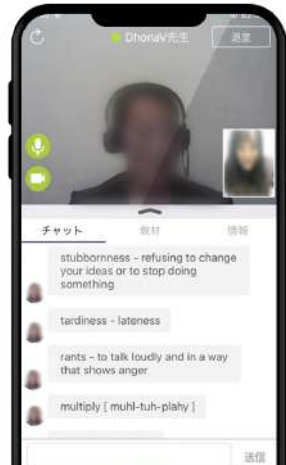 DhonaV先生
退室
チャット
教材
情報
stubbornness - refusing to change
your ideas or to stop doing
something
tardiness - lateness
rants - to talk loudly and in a way
that shows anger
multiply [ muhl-tuh-plahy ]
送信